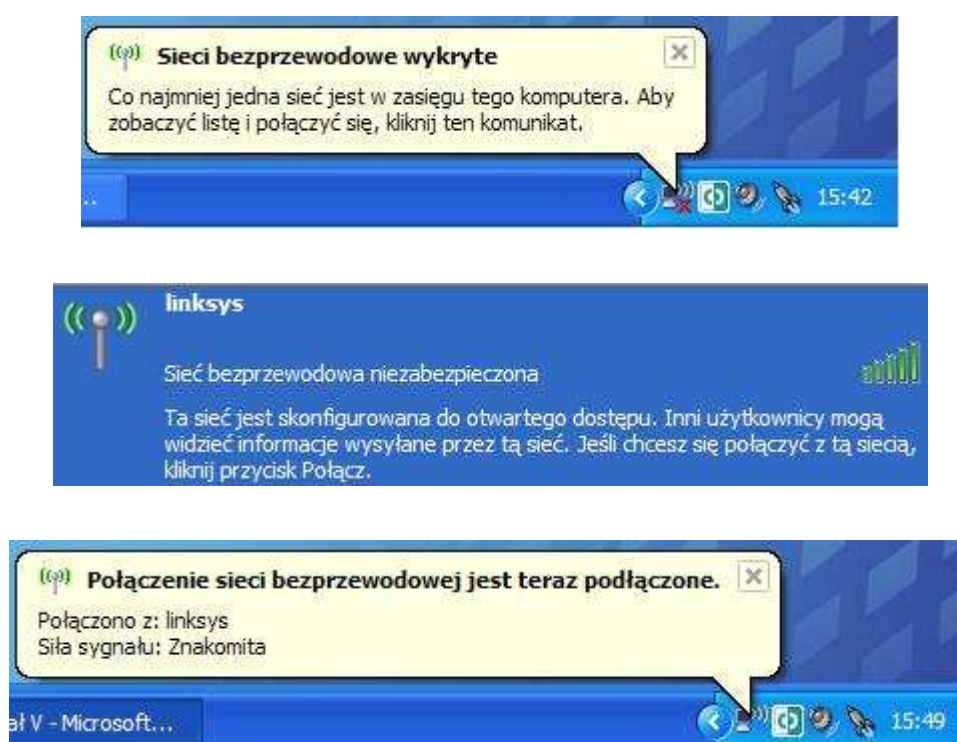 Sieci bezprzewodowe wykryte
Co najmniej jedna sieć jest w zasięgu tego komputera. Aby
zobaczyć listę i połączyć się, kliknij ten komunikat.
..
15:42
linksys
Sieć bezprzewodowa niezabezpieczona
Ta sieć jest skonfigurowana do otwartego dostępu. Inni użytkownicy mogą
widzieć informacje wysyłane przez tą sieć. Jeśli chcesz się połączyć z tą siecią,
kliknij przycisk Połącz.
Połączenie sieci bezprzewodowej jest teraz podłączone.
Połączono z: linksys
Siła sygnału: Znakomita
ał V - Microsoft...
15:49